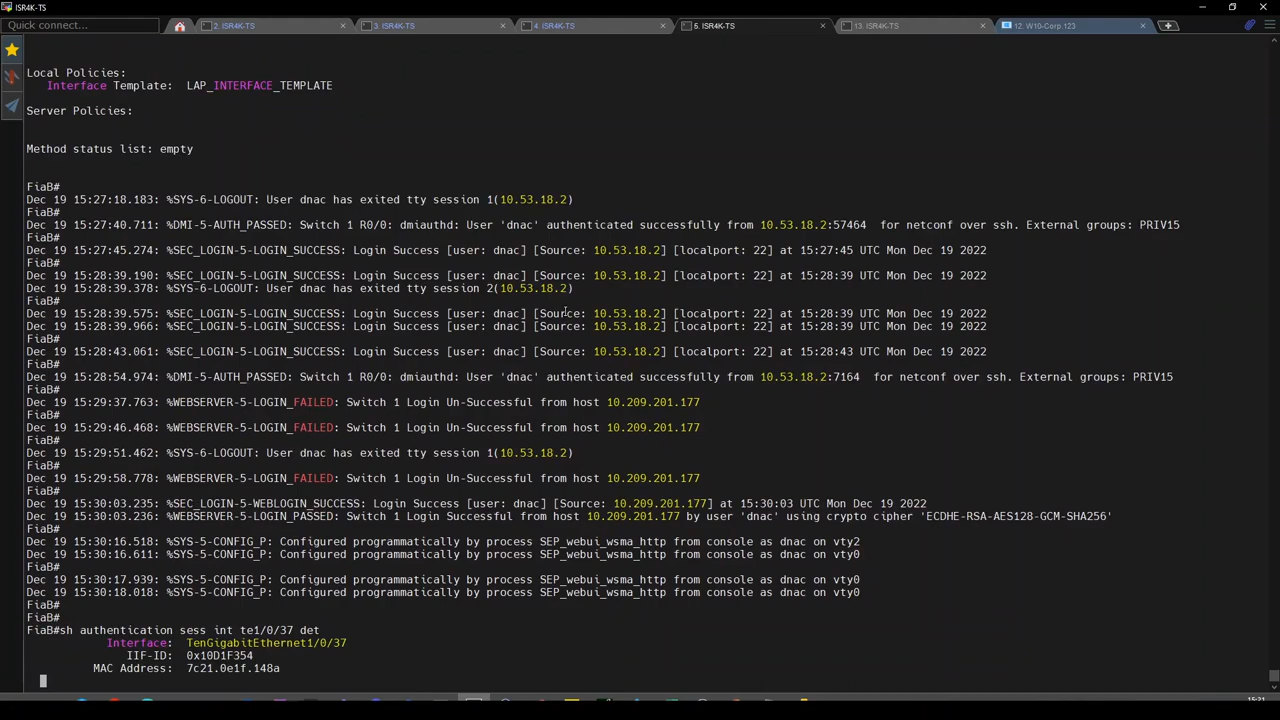 ISR4K-TS
Quick connect...
2. ISR4K-TS
3. ISR4K-TS
4. ISR4K-TS
5. ISR4K-TS
13. ISR4K-TS
12. W10-Corp.123
Local Policies:
Interface Template: LAP_INTERFACE_TEMPLATE
Server Policies:
Method status list: empty
FiaB#
Dec 19 15:27:18.183: %SYS-6-LOGOUT: User dnac has exited tty session 1(10.53.18.2)
FiaB#
Dec 19 15:27:40.711: %DMI-5-AUTH_PASSED: Switch 1 R0/0: dmiauthd: User 'dnac' authenticated successfully from 10.53.18.2:57464 for netconf over ssh. External groups: PRIV15
FiaB#
Dec 19 15:27:45.274: %SEC_LOGIN-5-LOGIN_SUCCESS: Login Success [user: dnac] [Source: 10.53.18.2] [localport: 22] at 15:27:45 UTC Mon Dec 19 2022
FiaB#
Dec 19 15:28:39.190: %SEC_LOGIN-5-LOGIN_SUCCESS: Login Success [user: dnac] [Source: 10.53.18.2] [localport: 22] at 15:28:39 UTC Mon Dec 19 2022
Dec 19 15:28:39.378: %SYS-6-LOGOUT: User dnac has exited tty session 2(10.53.18.2)
FiaB#
Dec 19 15:28:39.575: %SEC_LOGIN-5-LOGIN_SUCCESS: Login Success [user: dnac] [Source: 10.53.18.2] [localport: 22] at 15:28:39 UTC Mon Dec 19 2022
Dec 19 15:28:39.966: %SEC_LOGIN-5-LOGIN_SUCCESS: Login Success [user: dnac] [Source: 10.53.18.2] [localport: 22] at 15:28:39 UTC Mon Dec 19 2022
FiaB#
Dec 19 15:28:43.061: %SEC_LOGIN-5-LOGIN_SUCCESS: Login Success [user: dnac] [Source: 10.53.18.2] [localport: 22] at 15:28:43 UTC Mon Dec 19 2022
FiaB#
Dec 19 15:28:54.974: %DMI-5-AUTH_PASSED: Switch 1 R0/0: dmiauthd: User 'dnac' authenticated successfully from 10.53.18.2:7164 for netconf over ssh. External groups: PRIV15
FiaB#
Dec 19 15:29:37.763: %WEBSERVER-5-LOGIN_FAILED: Switch 1 Login Un-Successful from host 10.209.201.177
FiaB#
Dec 19 15:29:46.468: %WEBSERVER-5-LOGIN_FAILED: Switch 1 Login Un-Successful from host 10.209.201.177
FiaB#
Dec 19 15:29:51.462: %SYS-6-LOGOUT: User dnac has exited tty session 1(10.53.18.2)
FiaB#
Dec 19 15:29:58.778: %WEBSERVER-5-LOGIN_FAILED: Switch 1 Login Un-Successful from host 10.209.201.177
FiaB#
Dec 19 15:30:03.235: %SEC_LOGIN-5-WEBLOGIN_SUCCESS: Login Success [user: dnac] [Source: 10.209.201.177] at 15:30:03 UTC Mon Dec 19 2022
Dec 19 15:30:03.236: %WEBSERVER-5-LOGIN_PASSED: Switch 1 Login Successful from host 10.209.201.177 by user 'dnac' using crypto cipher 'ECDHE-RSA-AES128-GCM-SHA256'
FiaB#
Dec 19 15:30:16.518: %SYS-5-CONFIG_P: Configured programmatically by process SEP_webui_wsma_http from console as dnac on vty2
Dec 19 15:30:16.611: %SYS-5-CONFIG_P: Configured programmatically by process SEP_webui_wsma_http from console as dnac on vty0
FiaB#
Dec 19 15:30:17.939: %SYS-5-CONFIG_P: Configured programmatically by process SEP_webui_wsma_http from console as dnac on vty0
Dec 19 15:30:18.018: %SYS-5-CONFIG_P: Configured programmatically by process SEP_webui_wsma_http from console as dnac on vty0
FiaB#
FiaB#
FiaB#sh authentication sess int te1/0/37 det
Interface: TenGigabitEthernet1/0/37
IIF-ID: 0x10D1F354
MAC Address: 7c21.0e1f.148a